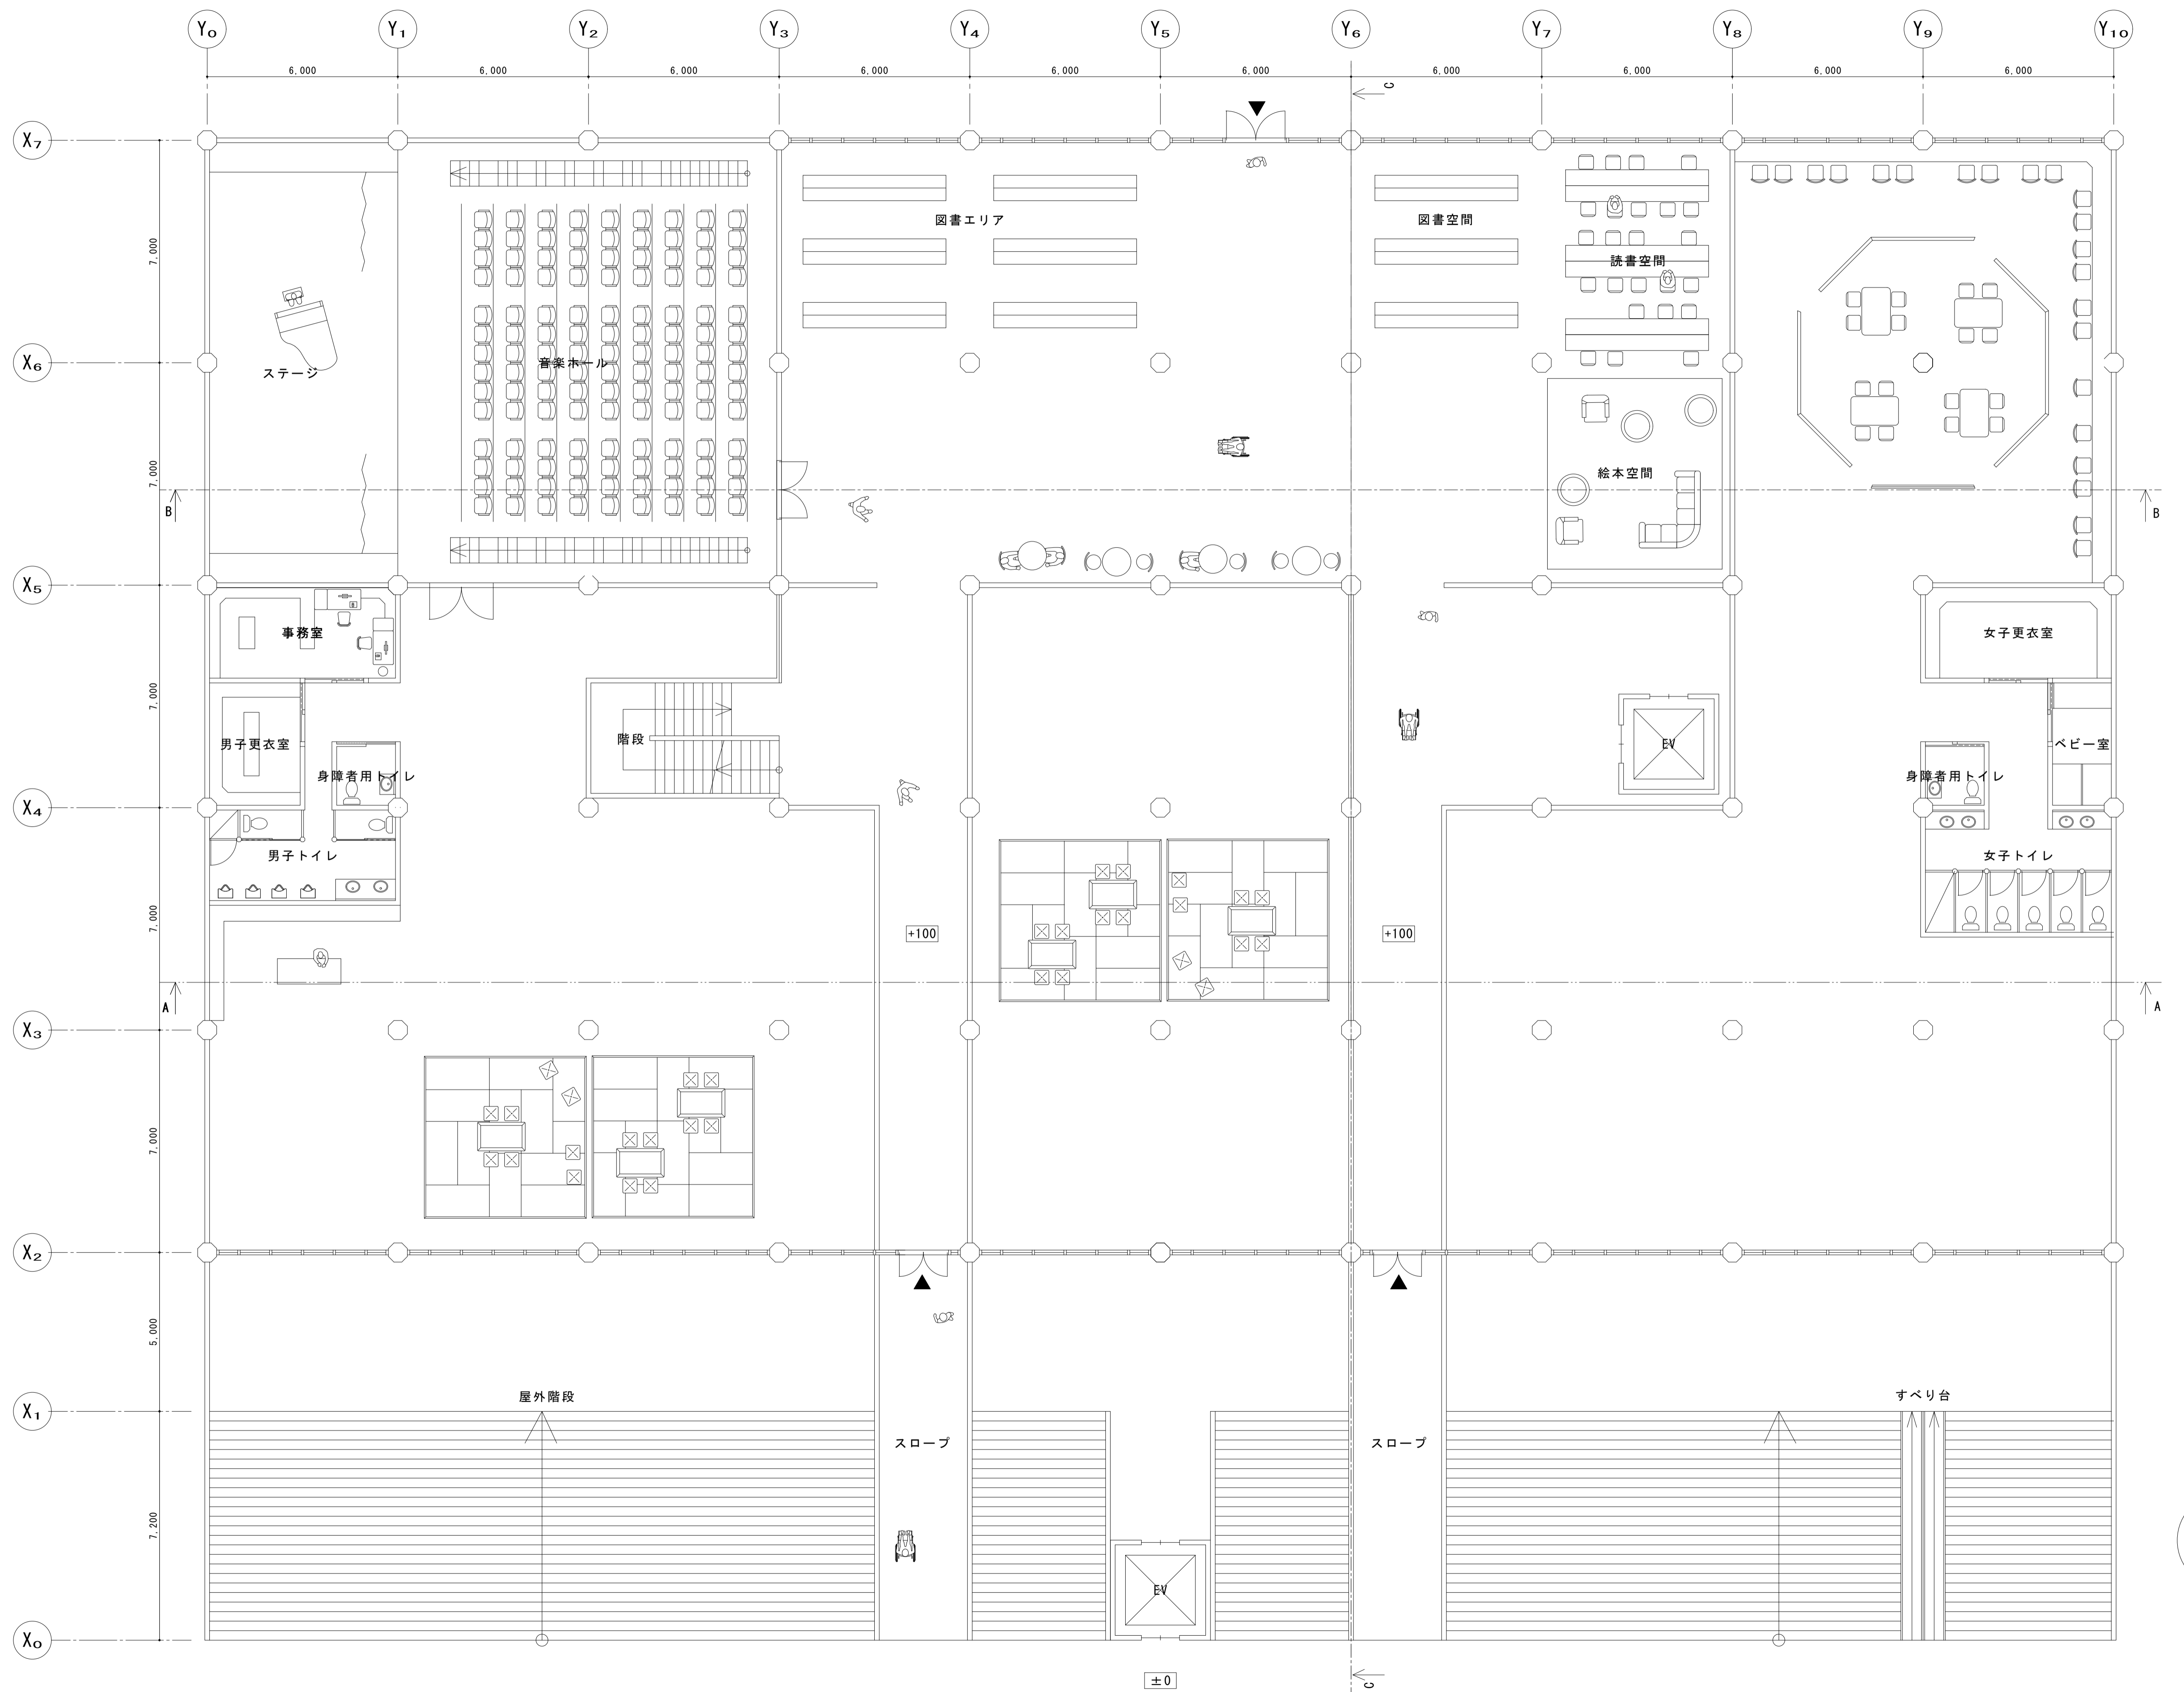 Y₀ Y₁ Y₂ Y₃ Y₄ Y₅ Y₆ Y₇ Y₈ Y₉ Y₁₀
6,000 6,000 6,000 6,000 6,000 6,000 6,000 6,000 6,000 6,000
C
X₇
7,000
図書エリア
図書空間
読書空間
X₆
ステージ
音楽ホール
7,000
絵本空間
B
B
X₅
事務室
女子更衣室
7,000
男子更衣室
階段
EV
ベビー室
身障者用トイレ
身障者用トイレ
X₄
男子トイレ
女子トイレ
7,000
+100
+100
A
A
X₃
7,000
X₂
5,000
屋外階段
すべり台
X₁
スロープ
スロープ
7,200
EV
X₀
±0
C